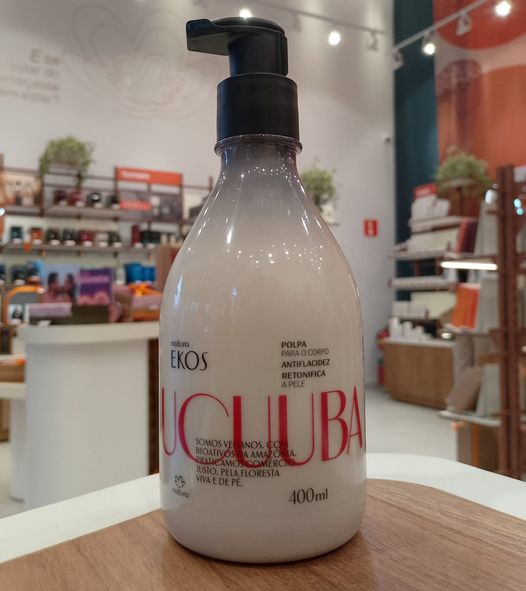 E se
natura
EKOS
POLPA
PARA O CORPO
ANTIFLACIDEZ
RETONIFICA
A PELE
UCUUBA
SOMOS VEGANOS. COM
BIOATIVOS DA AMAZÔNIA.
PRATICAMOS COMÉRCIO
JUSTO. PELA FLORESTA
VIVA E DE PÉ.
natura
400ml